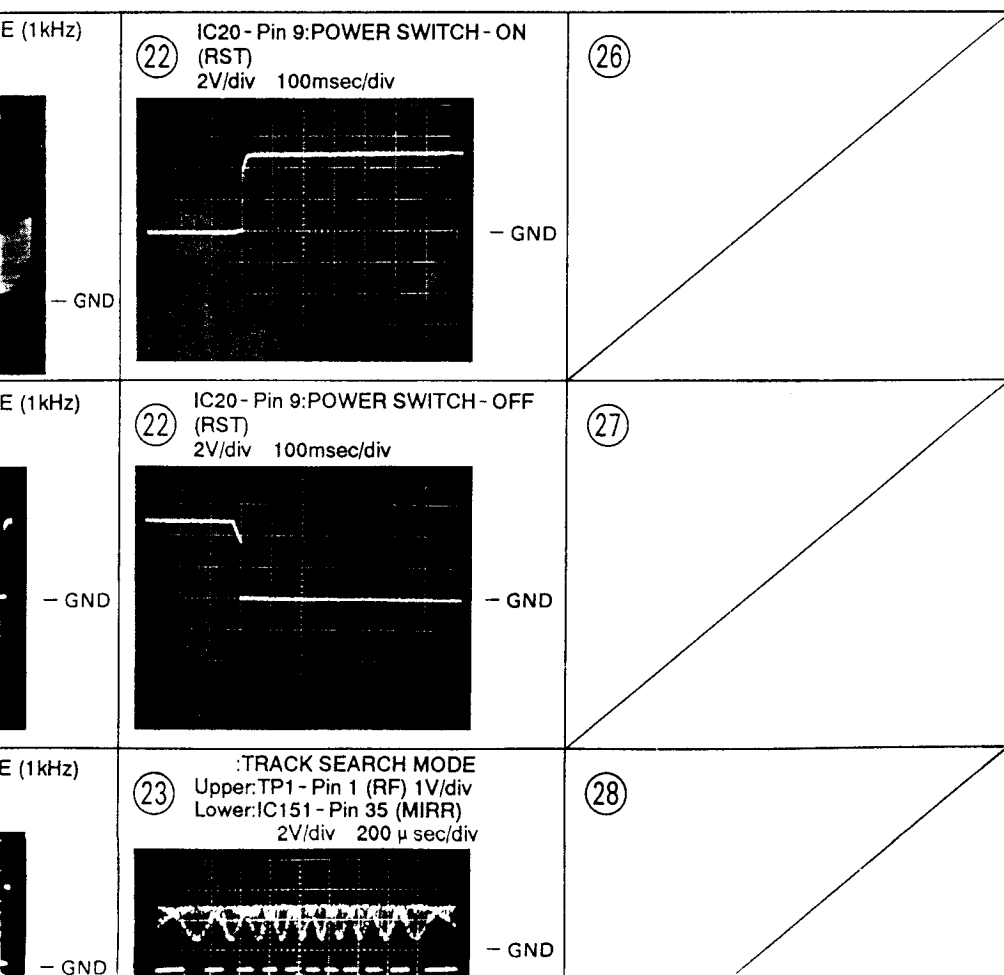 E (1kHz)
— GND
22
IC20 - Pin 9:POWER SWITCH - ON
(RST)
2V/div 100msec/div
— GND
26
E (1kHz)
— GND
22
IC20 - Pin 9:POWER SWITCH - OFF
(RST)
2V/div 100msec/div
— GND
27
E (1kHz)
— GND
23
:TRACK SEARCH MODE
Upper:TP1 - Pin 1 (RF) 1V/div
Lower:IC151 - Pin 35 (MIRR)
2V/div 200 μ sec/div
— GND
28